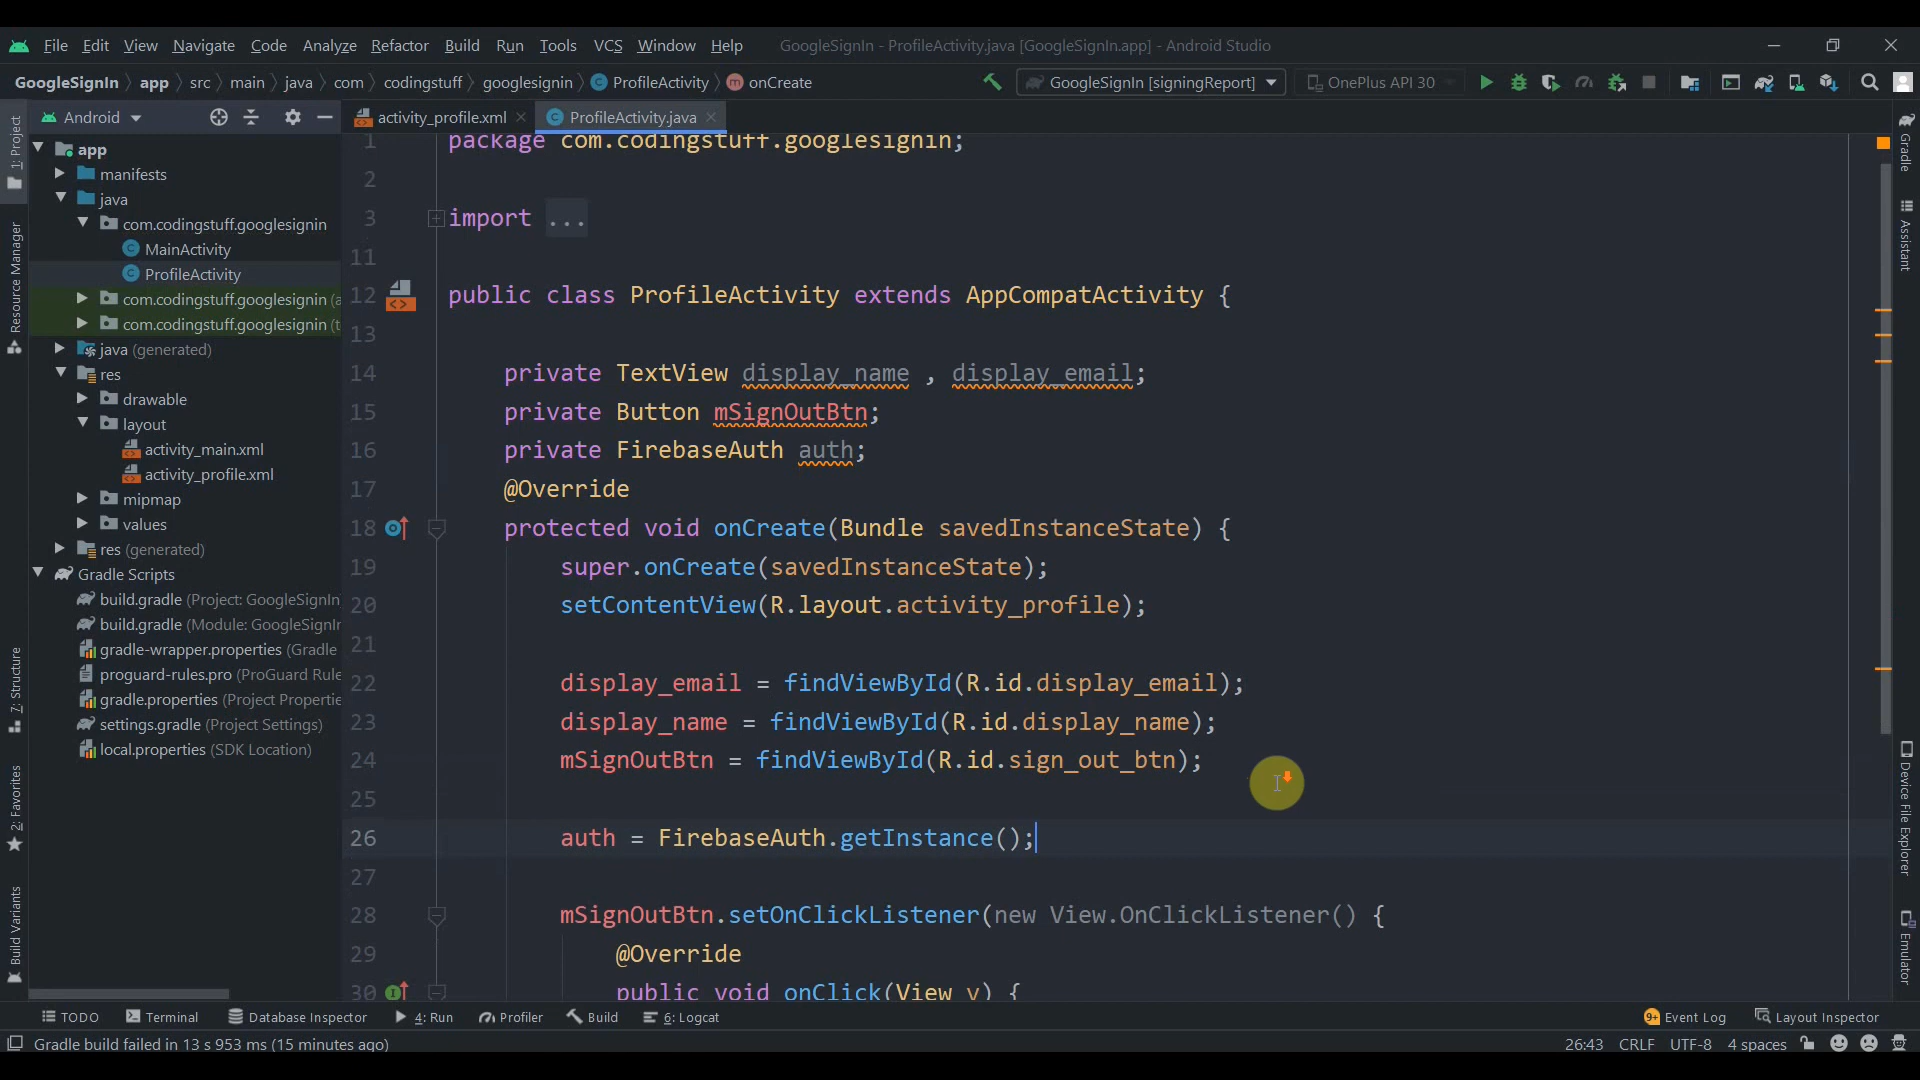 File Edit View Navigate Code Analyze Refactor Build Run Tools VCS Window Help GoogleSignIn - ProfileActivity.java [GoogleSignIn.app] - Android Studio
GoogleSignIn app src main java com codingstuff googlesignin ProfileActivity onCreate GoogleSignIn [signingReport] OnePlus API 30
Android
activity_profile.xml
ProfileActivity.java
1: Project
Resource Manager
7: Structure
2: Favorites
Build Variants
app
manifests
java
com.codingstuff.googlesignin
MainActivity
ProfileActivity
com.codingstuff.googlesignin (a
com.codingstuff.googlesignin (t
java (generated)
res
drawable
layout
activity_main.xml
activity_profile.xml
mipmap
values
res (generated)
Gradle Scripts
build.gradle (Project: GoogleSignIn
build.gradle (Module: GoogleSignIn
gradle-wrapper.properties (Gradle
proguard-rules.pro (ProGuard Rule
gradle.properties (Project Propertie
settings.gradle (Project Settings)
local.properties (SDK Location)
1 package com.codingstuff.googlesignin;
2
3 import ...
11
12 public class ProfileActivity extends AppCompatActivity {
13
14 private TextView display_name , display_email;
15 private Button mSignOutBtn;
16 private FirebaseAuth auth;
17 @Override
18 protected void onCreate(Bundle savedInstanceState) {
19 super.onCreate(savedInstanceState);
20 setContentView(R.layout.activity_profile);
21
22 display_email = findViewById(R.id.display_email);
23 display_name = findViewById(R.id.display_name);
24 mSignOutBtn = findViewById(R.id.sign_out_btn);
25
26 auth = FirebaseAuth.getInstance();
27
28 mSignOutBtn.setOnClickListener(new View.OnClickListener() {
29 @Override
30 public void onClick(View v) {
Gradle
Assistant
Device File Explorer
Emulator
TODO Terminal Database Inspector 4: Run Profiler Build 6: Logcat 9+ Event Log Layout Inspector
Gradle build failed in 13 s 953 ms (15 minutes ago) 26:43 CRLF UTF-8 4 spaces